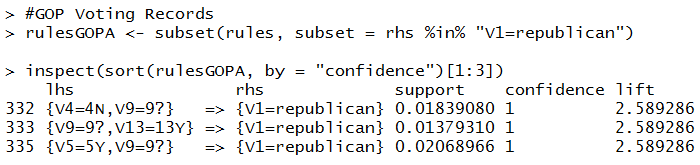 > #GOP Voting Records
> rulesGOPA <- subset(rules, subset = rhs %in% "V1=republican")
> inspect(sort(rulesGOPA, by = "confidence")[1:3])
lhs rhs support confidence lift
332 {V4=4N,V9=9?} => {V1=republican} 0.01839080 1 2.589286
333 {V9=9?,V13=13Y} => {V1=republican} 0.01379310 1 2.589286
335 {V5=5Y,V9=9?} => {V1=republican} 0.02068966 1 2.589286